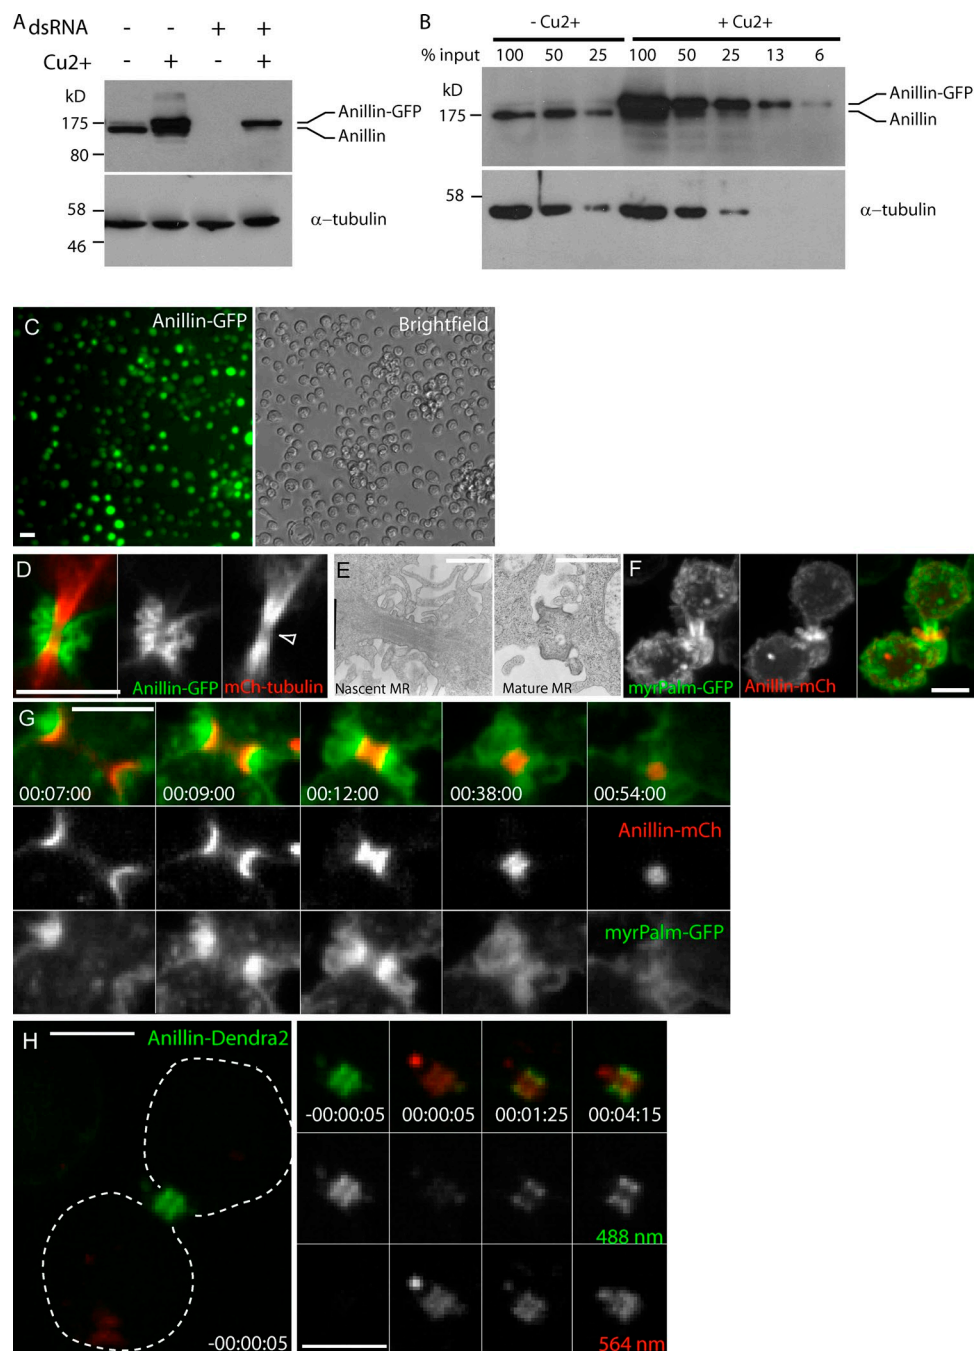 A dsRNA - - + +
Cu2+ - + - +
kD
175
80
Anillin-GFP
Anillin
58
46
α−tubulin
B
- Cu2+ + Cu2+
% input 100 50 25 100 50 25 13 6
kD
175
Anillin-GFP
Anillin
58
α−tubulin
C Anillin-GFP Brightfield
D Anillin-GFP mCh-tubulin
E Nascent MR Mature MR
F myrPalm-GFP Anillin-mCh
G
00:07:00 00:09:00 00:12:00 00:38:00 00:54:00
Anillin-mCh
myrPalm-GFP
H Anillin-Dendra2
-00:00:05
-00:00:05 00:00:05 00:01:25 00:04:15
488 nm
564 nm